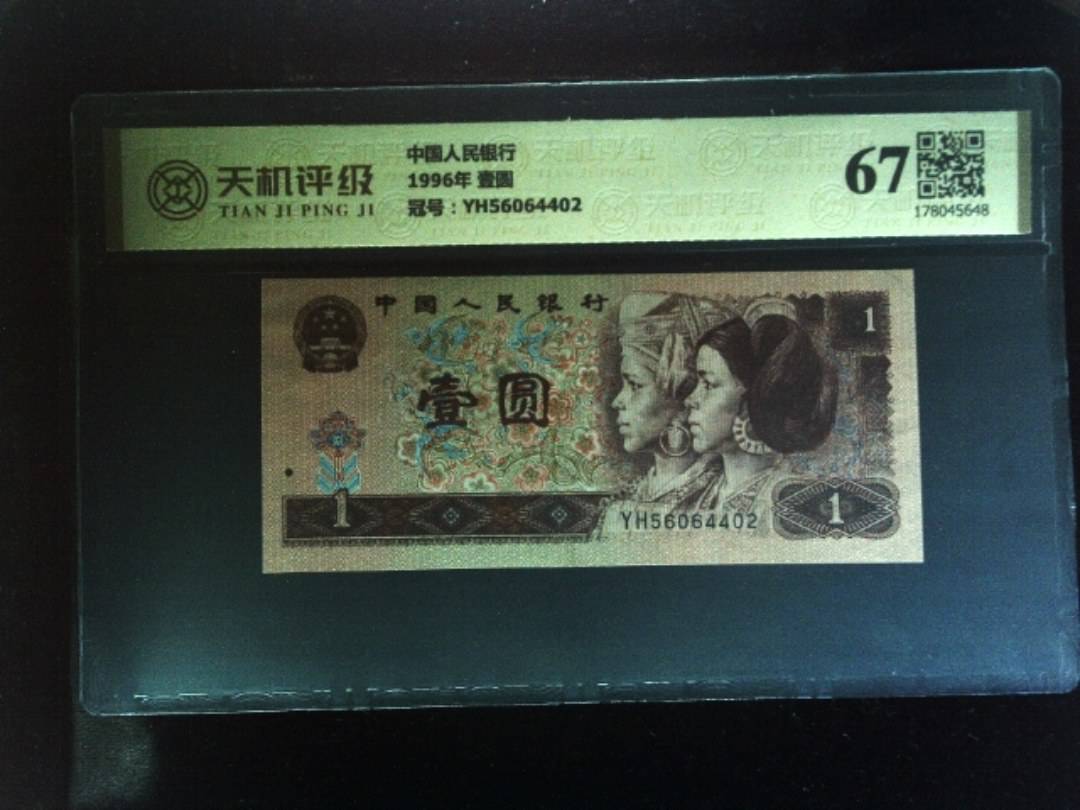 天机评级
TIAN JI PING JI
中国人民银行
1996年 壹圆
冠号：YH56064402
67
178045648
中国人民银行
1
壹圆
1
YH56064402
1